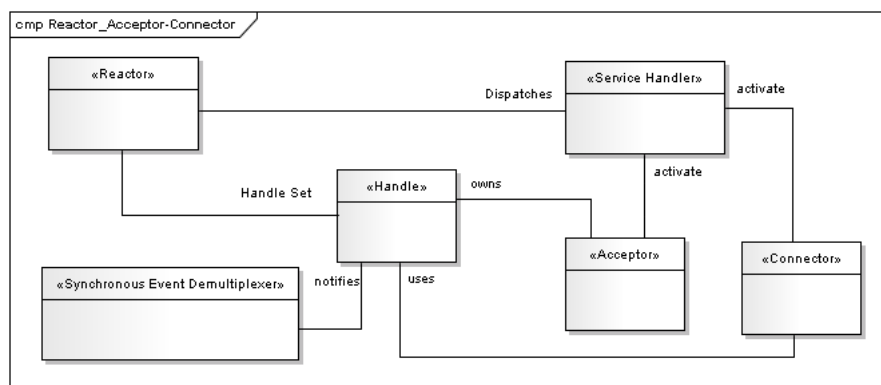 cmp Reactor_Acceptor-Connector
«Reactor»
«Service Handler»
Dispatches
activate
activate
Handle Set
«Handle»
owns
«Acceptor»
«Connector»
«Synchronous Event Demultiplexer»
notifies
uses